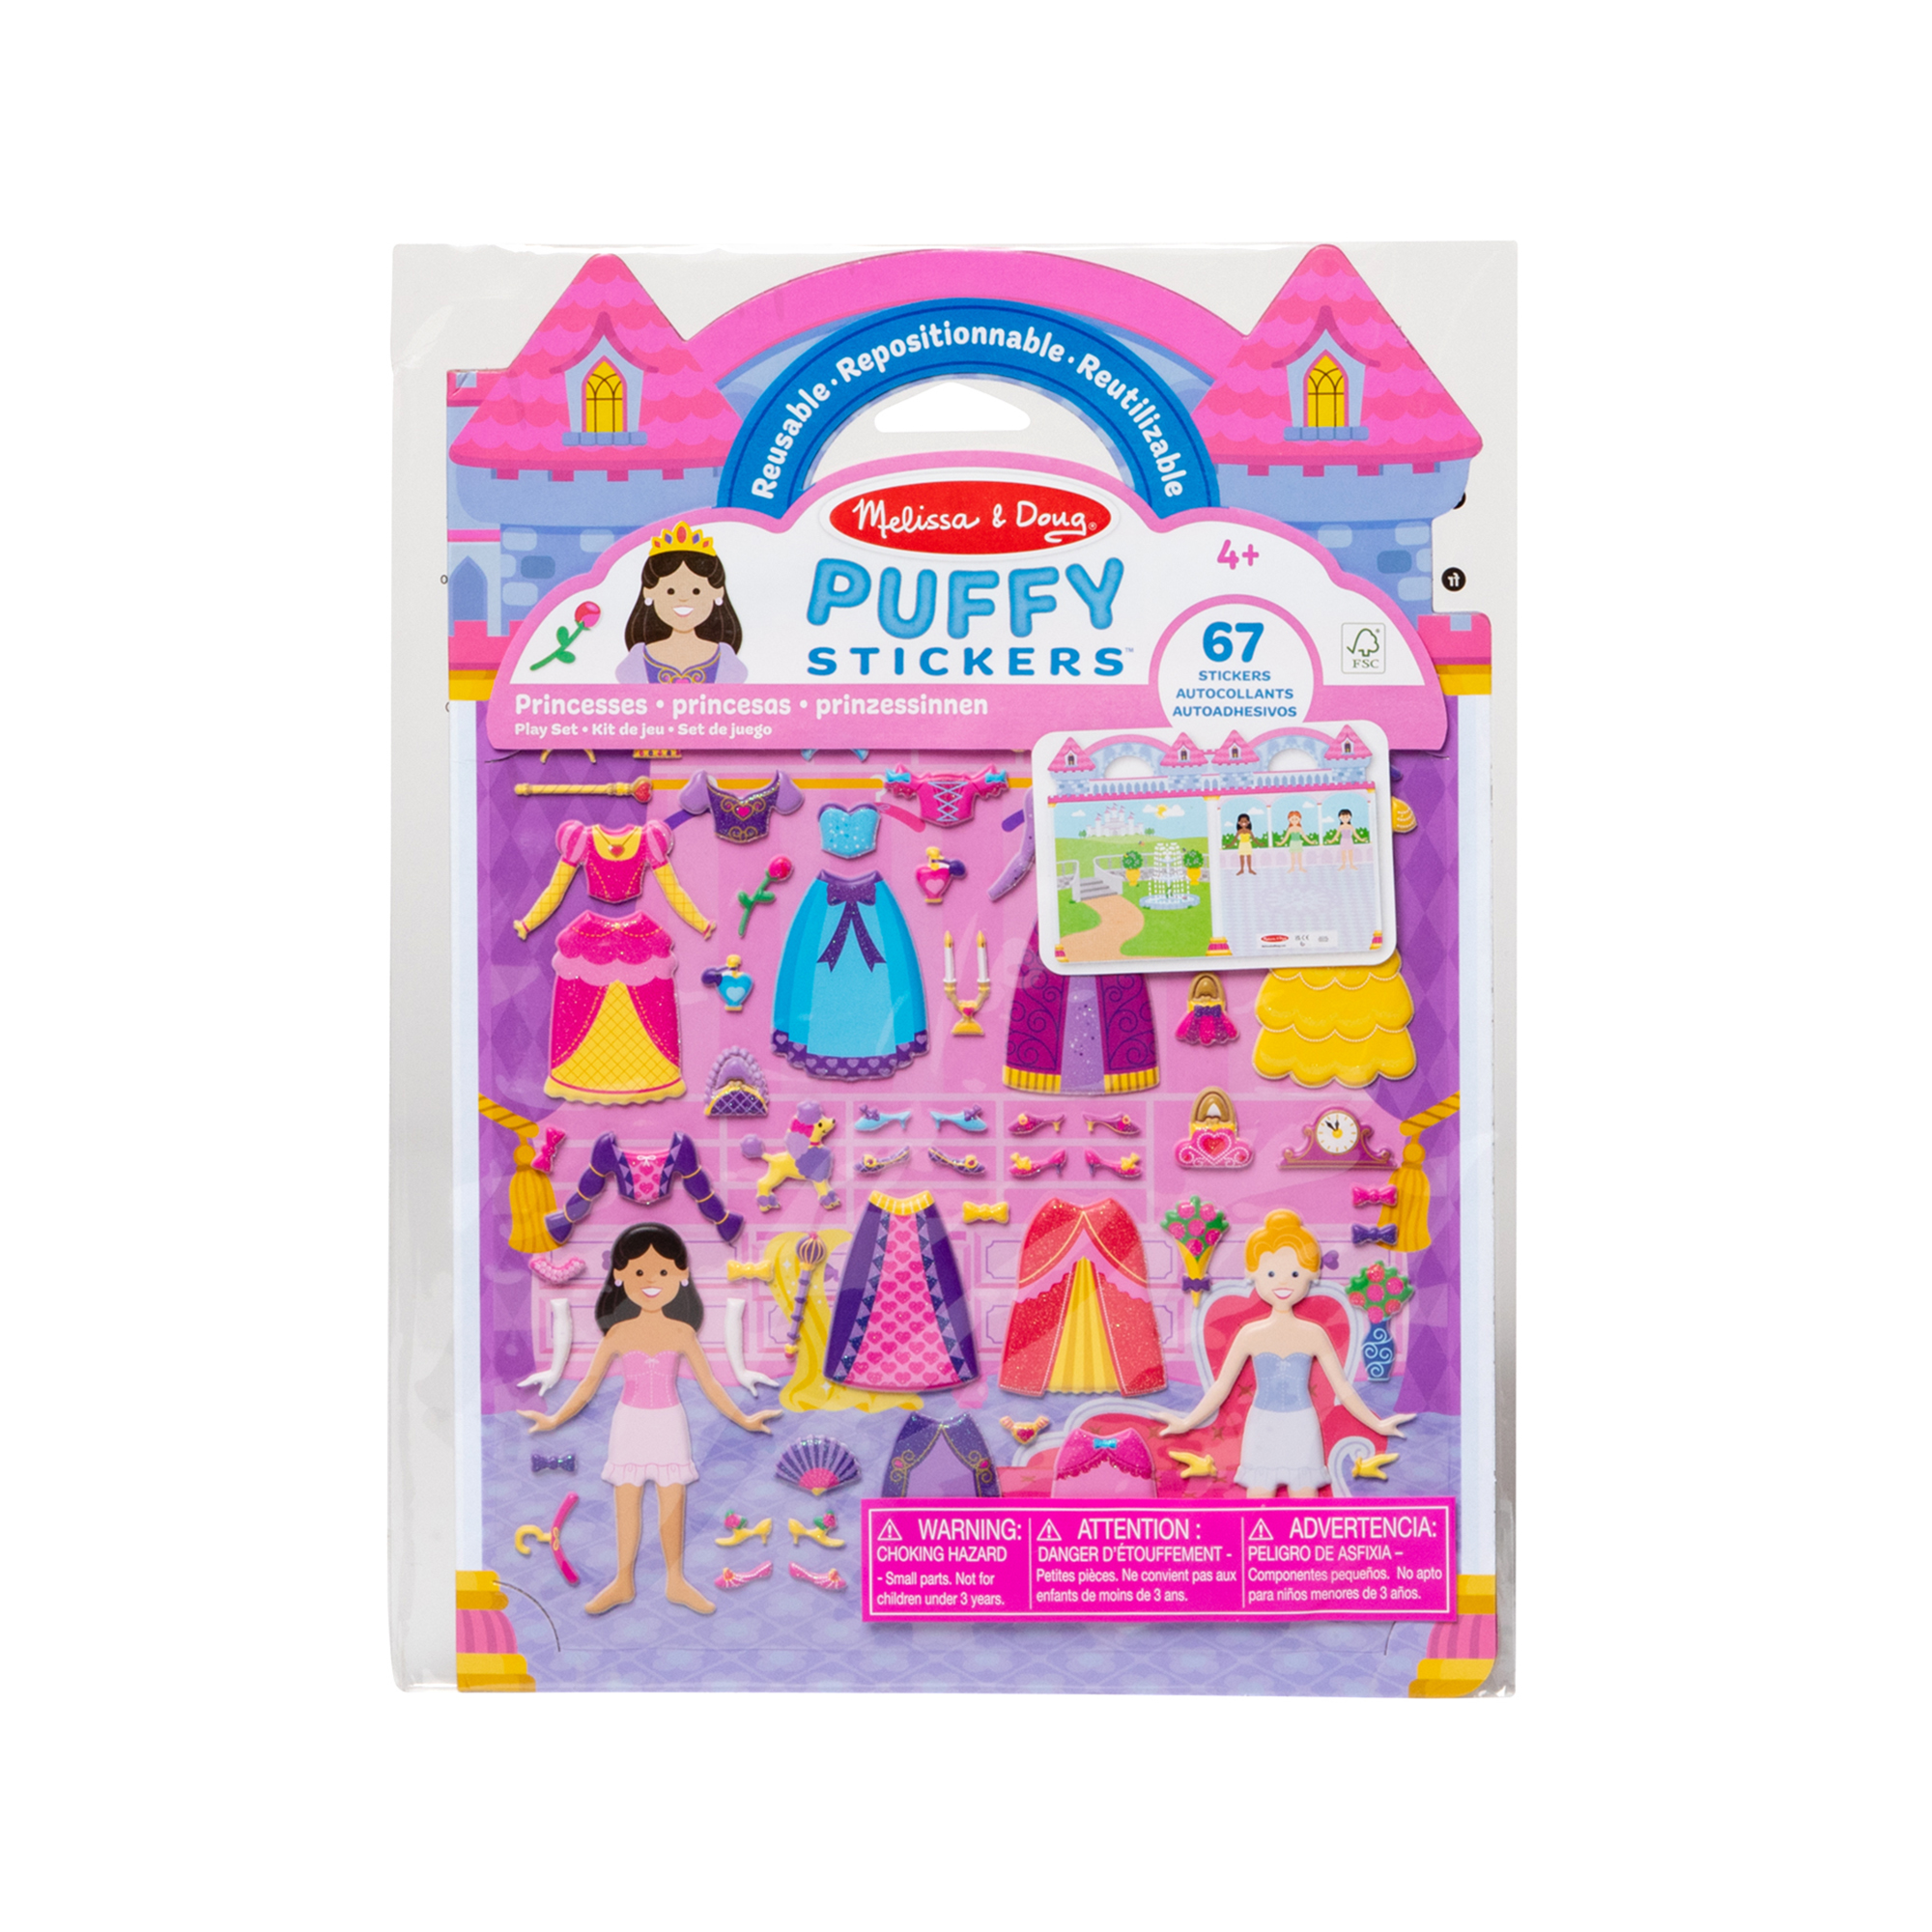 Reusable • Repositionnable • Reutilizable
Melissa & Doug®
PUFFY
STICKERS™
4+
67
STICKERS
AUTOCOLLANTS
AUTOADHESIVOS
FSC
Princesses • princesas • prinzessinnen
Play Set • Kit de jeu • Set de juego
⚠ WARNING:
CHOKING HAZARD
- Small parts. Not for
children under 3 years.
⚠ ATTENTION :
DANGER D'ÉTOUFFEMENT -
Petites pièces. Ne convient pas aux
enfants de moins de 3 ans.
⚠ ADVERTENCIA:
PELIGRO DE ASFIXIA –
Componentes pequeños. No apto
para niños menores de 3 años.